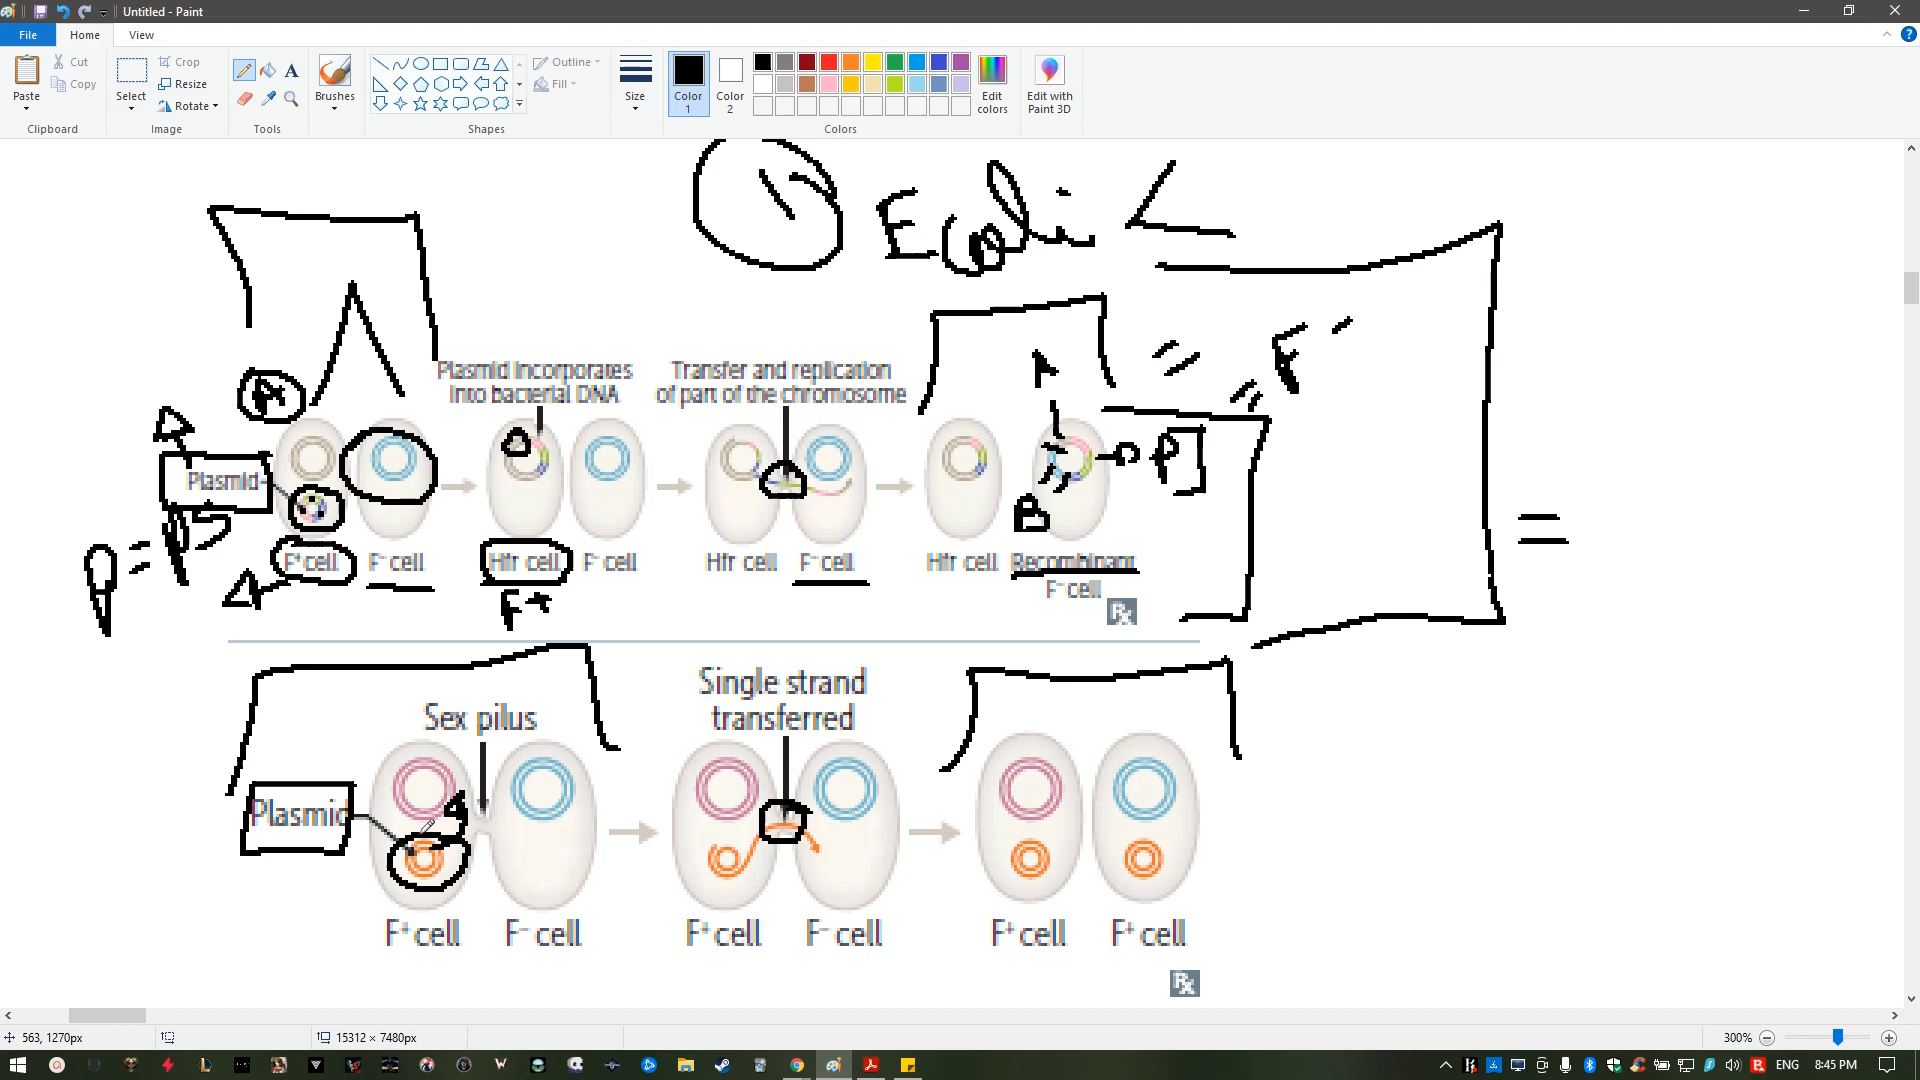 Untitled - Paint
File
Home
View
Paste
Cut
Copy
Clipboard
Select
Crop
Resize
Rotate
Image
A
Tools
Brushes
Shapes
Outline
Fill
Size
Color 1
Color 2
Edit colors
Colors
Edit with Paint 3D
E.Coli
A
Plasmid incorporates
into bacterial DNA
Transfer and replication
of part of the chromosome
F-
Plasmid
F+ cell
F- cell
Hfr cell
F- cell
Hfr cell
F- cell
Hfr cell
Recombinant
F- cell
F+
Rx
Sex pilus
Single strand
transferred
Plasmid
F+ cell
F- cell
F+ cell
F- cell
F+ cell
F+ cell
Rx
563, 1270px
15312 × 7480px
300%
ENG
8:45 PM